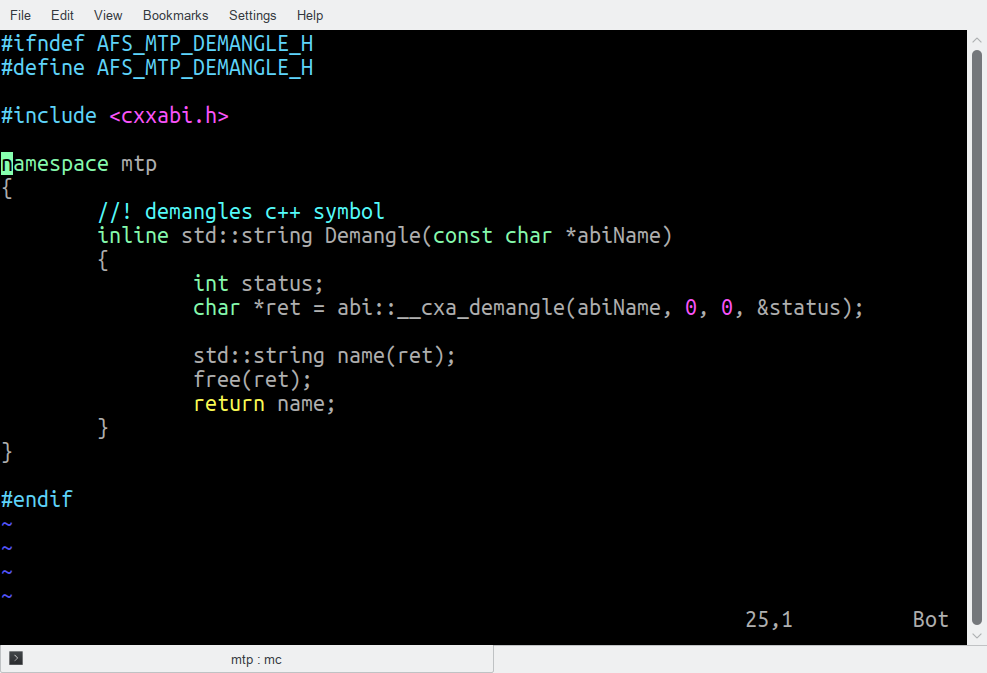 File Edit View Bookmarks Settings Help
#ifndef AFS_MTP_DEMANGLE_H
#define AFS_MTP_DEMANGLE_H
#include <cxxabi.h>
namespace mtp
{
//! demangles c++ symbol
inline std::string Demangle(const char *abiName)
{
int status;
char *ret = abi::__cxa_demangle(abiName, 0, 0, &status);
std::string name(ret);
free(ret);
return name;
}
}
#endif
~
~
~
~
25,1 Bot
mtp : mc